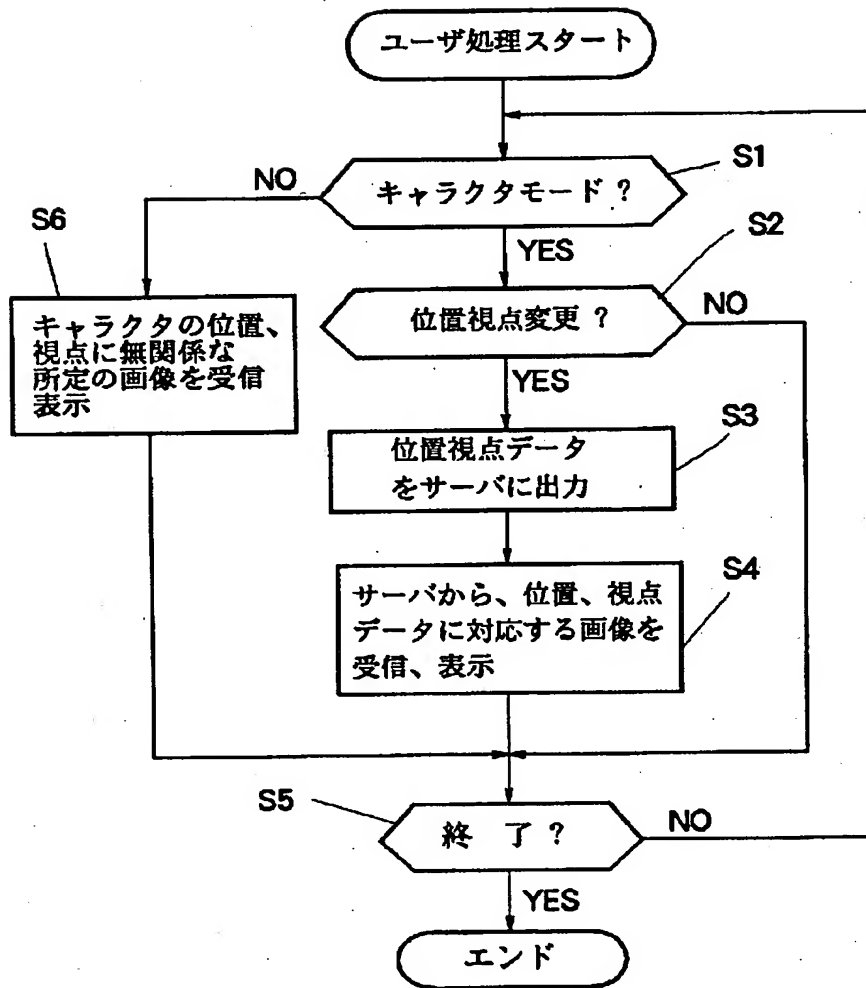 ユーザ処理スタート
S1
NO
キャラクタモード?
S6
YES
S2
キャラクタの位置、
視点に無関係な
所定の画像を受信
表示
位置視点変更?
NO
YES
S3
位置視点データ
をサーバに出力
S4
サーバから、位置、視点
データに対応する画像を
受信、表示
S5
終 了?
NO
YES
エンド